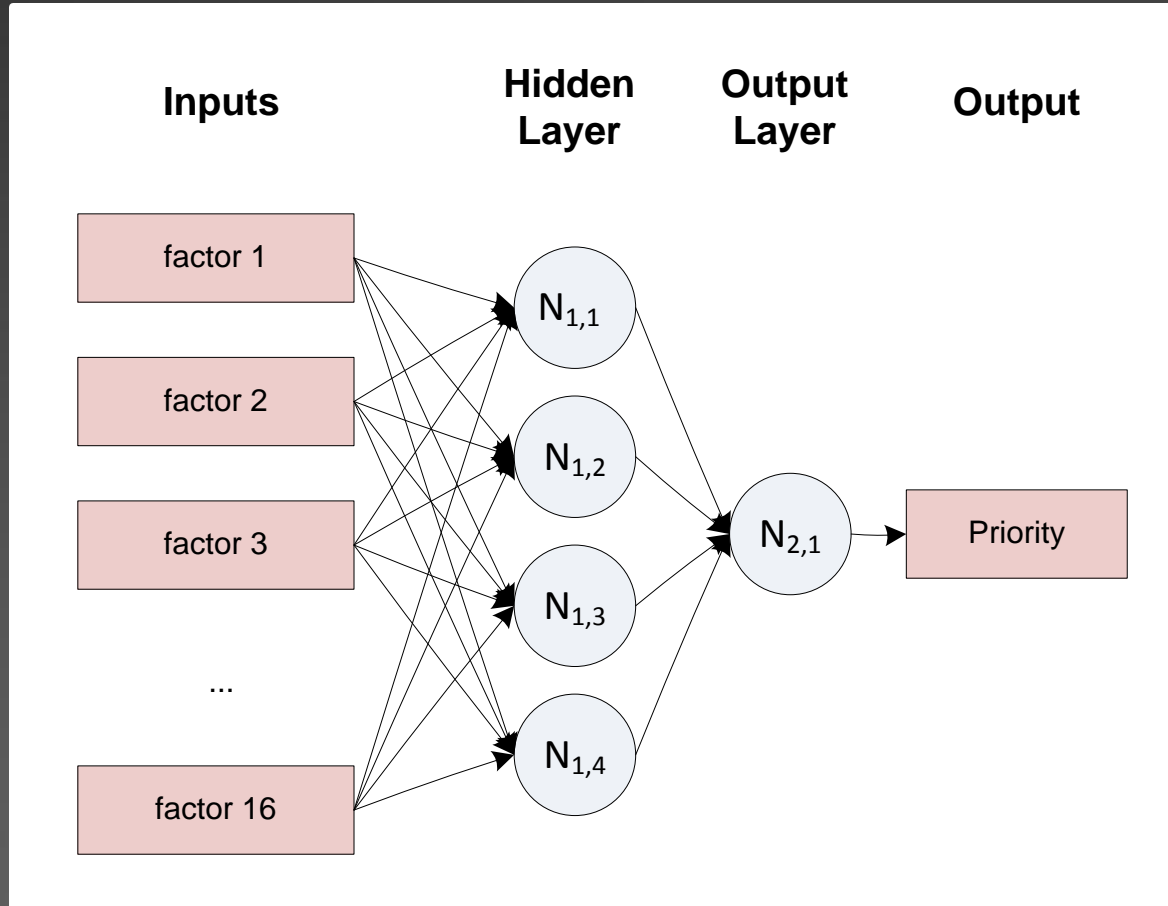 Inputs
Hidden
Layer
Output
Layer
Output
factor 1
factor 2
factor 3
...
factor 16
N1,1
N1,2
N1,3
N1,4
N2,1
Priority